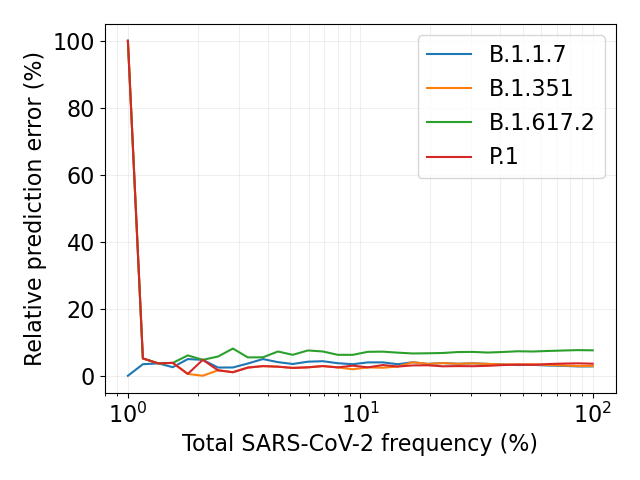 Relative prediction error (%)
100
80
60
40
20
0
B.1.1.7
B.1.351
B.1.617.2
P.1
10^0
10^1
10^2
Total SARS-CoV-2 frequency (%)